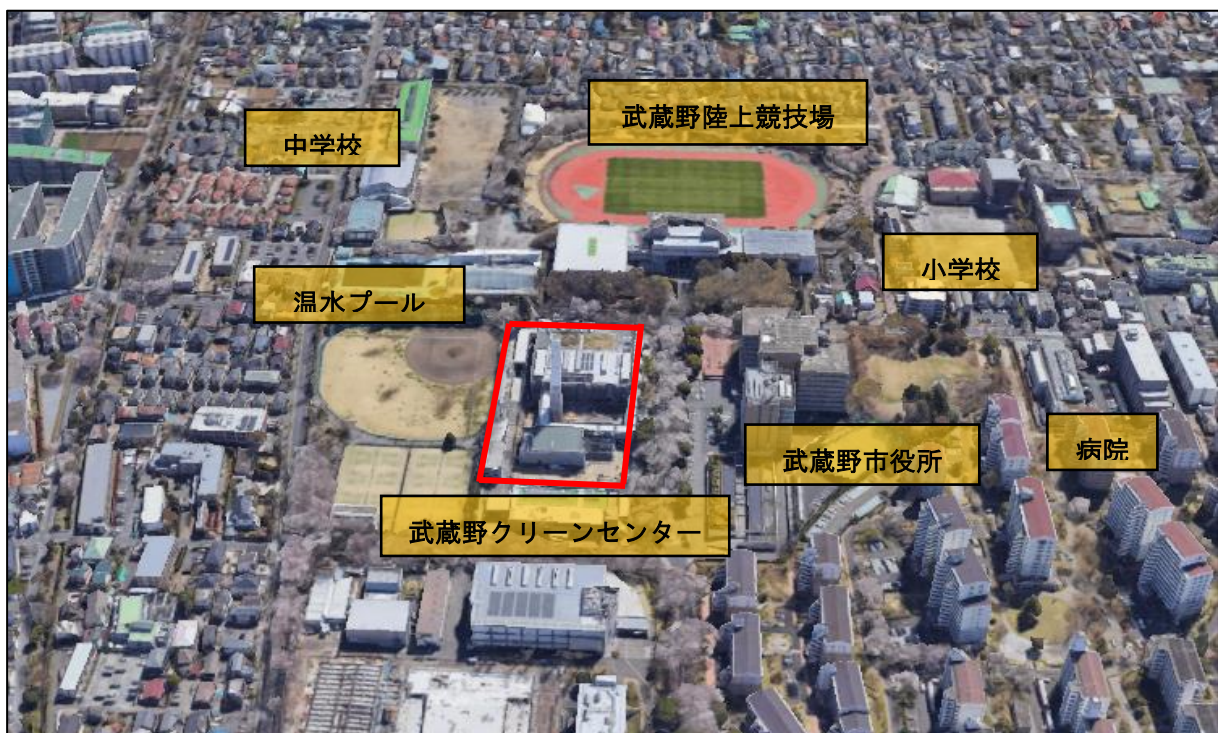 武蔵野陸上競技場
中学校
小学校
温水プール
武蔵野市役所
病院
武蔵野クリーンセンター